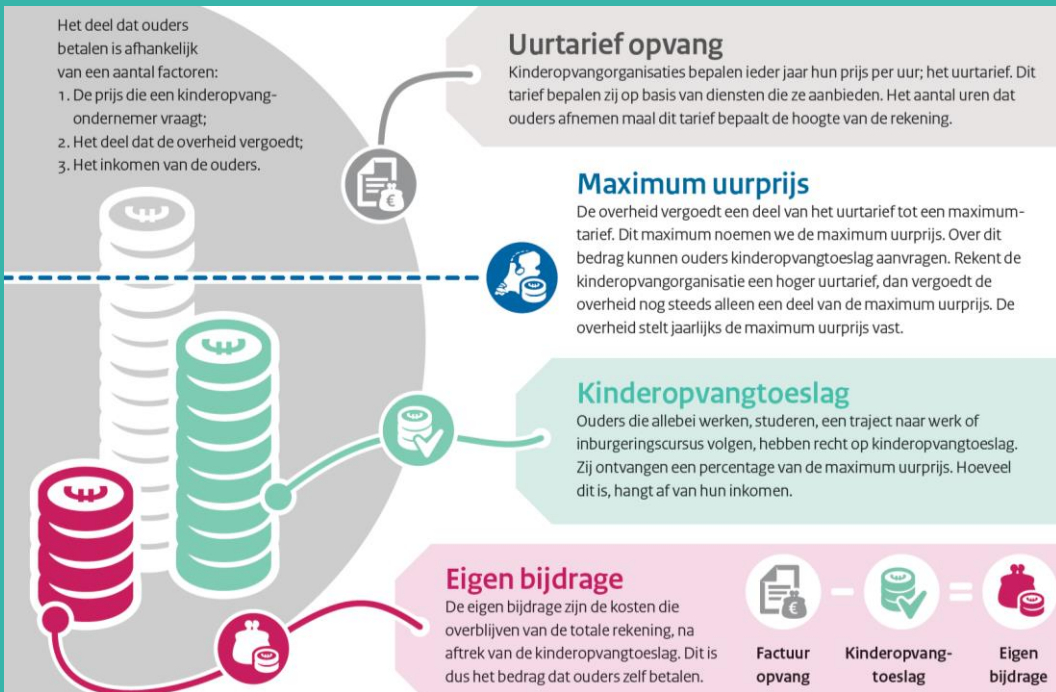 Het deel dat ouders
betalen is afhankelijk
van een aantal factoren:
1. De prijs die een kinderopvang-
ondernemer vraagt;
2. Het deel dat de overheid vergoedt;
3. Het inkomen van de ouders.
Uurtarief opvang
Kinderopvangorganisaties bepalen ieder jaar hun prijs per uur; het uurtarief. Dit
tarief bepalen zij op basis van diensten die ze aanbieden. Het aantal uren dat
ouders afnemen maal dit tarief bepaalt de hoogte van de rekening.
Maximum uurprijs
De overheid vergoedt een deel van het uurtarief tot een maximum-
tarief. Dit maximum noemen we de maximum uurprijs. Over dit
bedrag kunnen ouders kinderopvangtoeslag aanvragen. Rekent de
kinderopvangorganisatie een hoger uurtarief, dan vergoedt de
overheid nog steeds alleen een deel van de maximum uurprijs. De
overheid stelt jaarlijks de maximum uurprijs vast.
Kinderopvangtoeslag
Ouders die allebei werken, studeren, een traject naar werk of
inburgeringscursus volgen, hebben recht op kinderopvangtoeslag.
Zij ontvangen een percentage van de maximum uurprijs. Hoeveel
dit is, hangt af van hun inkomen.
Eigen bijdrage
De eigen bijdrage zijn de kosten die
overblijven van de totale rekening, na
aftrek van de kinderopvangtoeslag. Dit is
dus het bedrag dat ouders zelf betalen.
Factuur
opvang
Kinderopvang-
toeslag
Eigen
bijdrage